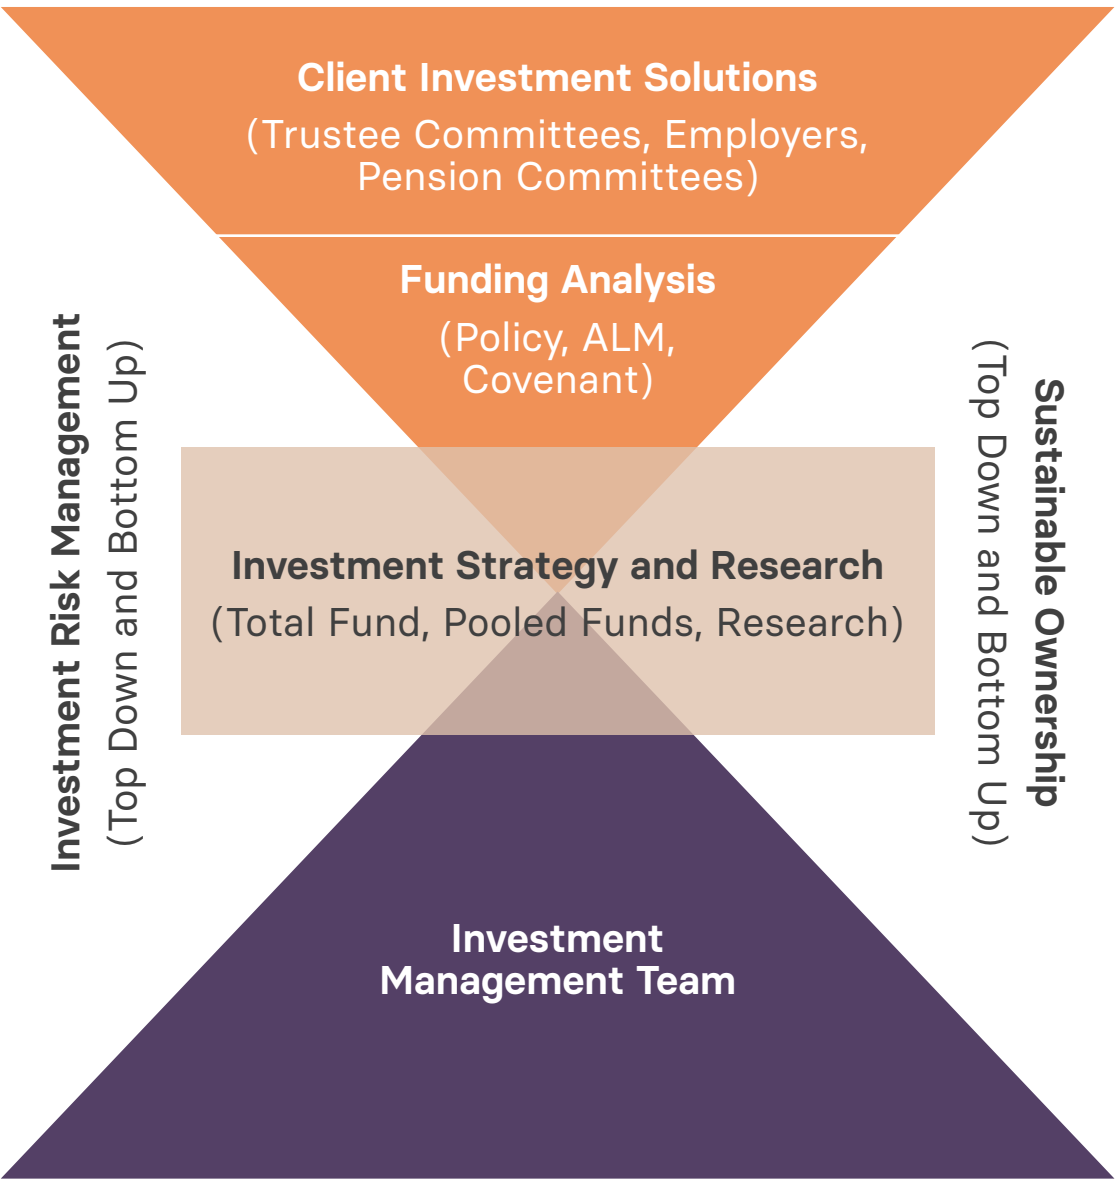 Client Investment Solutions
(Trustee Committees, Employers,
Pension Committees)
Funding Analysis
(Policy, ALM,
Covenant)
Investment Risk Management
(Top Down and Bottom Up)
Investment Strategy and Research
(Total Fund, Pooled Funds, Research)
Sustainable Ownership
(Top Down and Bottom Up)
Investment
Management Team